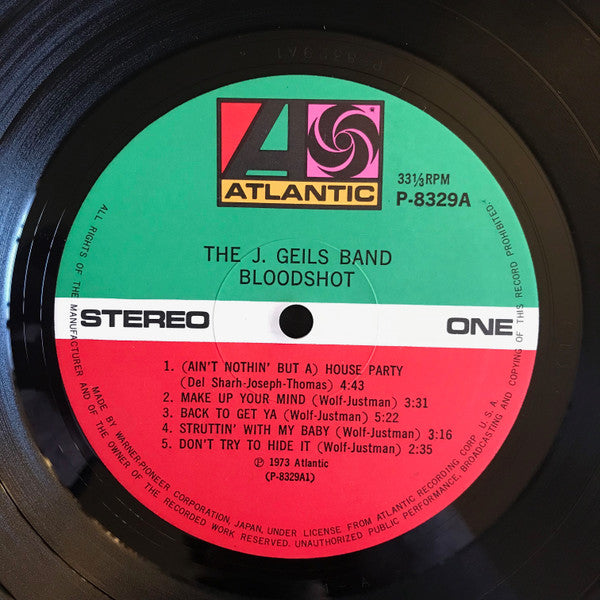 ATLANTIC
33⅓ RPM
P-8329A
THE J. GEILS BAND
BLOODSHOT
STEREO
ONE
1. (AIN'T NOTHIN' BUT A) HOUSE PARTY
(Del Sharh-Joseph-Thomas) 4:43
2. MAKE UP YOUR MIND (Wolf-Justman) 3:31
3. BACK TO GET YA (Wolf-Justman) 5:22
4. STRUTTIN' WITH MY BABY (Wolf-Justman) 3:16
5. DON'T TRY TO HIDE IT (Wolf-Justman) 2:35
℗ 1973 Atlantic
(P-8329A1)
MADE BY WARNER/PIONEER CORPORATION, JAPAN, UNDER LICENSE FROM ATLANTIC RECORDING CORP. U.S.A.
ALL RIGHTS OF THE MANUFACTURER AND OF THE OWNER OF THE RECORDED WORK RESERVED. UNAUTHORIZED PUBLIC PERFORMANCE, BROADCASTING AND COPYING OF THIS RECORD PROHIBITED.